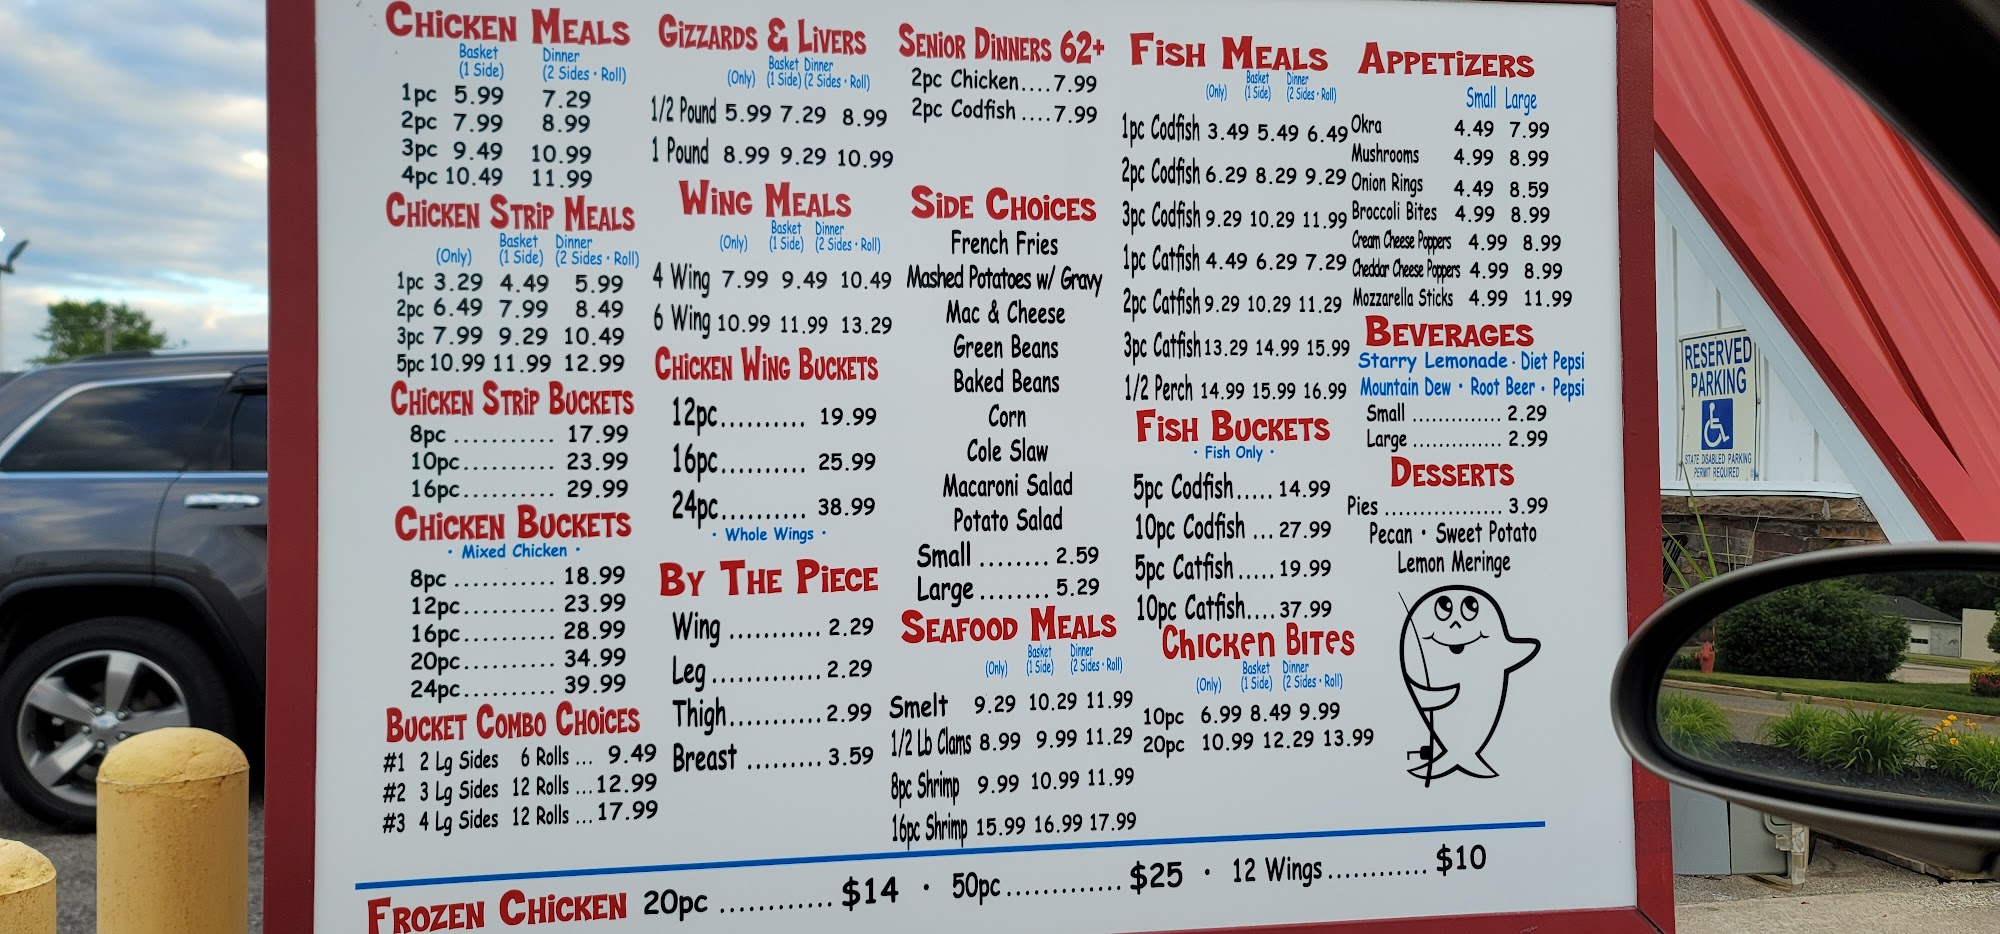 CHICKEN MEALS
Basket Dinner
(1 Side) (2 Sides · Roll)
1pc 5.99 7.29
2pc 7.99 8.99
3pc 9.49 10.99
4pc 10.49 11.99
CHICKEN STRIP MEALS
Basket Dinner
(Only) (1 Side) (2 Sides · Roll)
1pc 3.29 4.49 5.99
2pc 6.49 7.99 8.49
3pc 7.99 9.29 10.49
5pc 10.99 11.99 12.99
CHICKEN STRIP BUCKETS
8pc ........... 17.99
10pc.......... 23.99
16pc.......... 29.99
CHICKEN BUCKETS
· Mixed Chicken ·
8pc ........... 18.99
12pc.......... 23.99
16pc.......... 28.99
20pc.......... 34.99
24pc.......... 39.99
BUCKET COMBO CHOICES
#1 2 Lg Sides 6 Rolls ... 9.49
#2 3 Lg Sides 12 Rolls ...12.99
#3 4 Lg Sides 12 Rolls ...17.99
GIZZARDS & LIVERS
Basket Dinner
(Only) (1 Side) (2 Sides · Roll)
1/2 Pound 5.99 7.29 8.99
1 Pound 8.99 9.29 10.99
WING MEALS
Basket Dinner
(Only) (1 Side) (2 Sides · Roll)
4 Wing 7.99 9.49 10.49
6 Wing 10.99 11.99 13.29
CHICKEN WING BUCKETS
12pc.......... 19.99
16pc.......... 25.99
24pc.......... 38.99
· Whole Wings ·
BY THE PIECE
Wing ........... 2.29
Leg ............. 2.29
Thigh........... 2.99
Breast ......... 3.59
SENIOR DINNERS 62+
2pc Chicken....7.99
2pc Codfish ....7.99
SIDE CHOICES
French Fries
Mashed Potatoes w/ Gravy
Mac & Cheese
Green Beans
Baked Beans
Corn
Cole Slaw
Macaroni Salad
Potato Salad
Small ........ 2.59
Large ........ 5.29
SEAFOOD MEALS
Basket Dinner
(Only) (1 Side) (2 Sides · Roll)
Smelt 9.29 10.29 11.99
1/2 Lb Clams 8.99 9.99 11.29
8pc Shrimp 9.99 10.99 11.99
16pc Shrimp 15.99 16.99 17.99
FISH MEALS
Basket Dinner
(Only) (1 Side) (2 Sides · Roll)
1pc Codfish 3.49 5.49 6.49
2pc Codfish 6.29 8.29 9.29
3pc Codfish 9.29 10.29 11.99
1pc Catfish 4.49 6.29 7.29
2pc Catfish 9.29 10.29 11.29
3pc Catfish 13.29 14.99 15.99
1/2 Perch 14.99 15.99 16.99
FISH BUCKETS
· Fish Only ·
5pc Codfish..... 14.99
10pc Codfish ... 27.99
5pc Catfish..... 19.99
10pc Catfish.... 37.99
CHICKEN BITES
Basket Dinner
(Only) (1 Side) (2 Sides · Roll)
10pc 6.99 8.49 9.99
20pc 10.99 12.29 13.99
APPETIZERS
Small Large
Okra 4.49 7.99
Mushrooms 4.99 8.99
Onion Rings 4.49 8.59
Broccoli Bites 4.99 8.99
Cream Cheese Poppers 4.99 8.99
Cheddar Cheese Poppers 4.99 8.99
Mozzarella Sticks 4.99 11.99
BEVERAGES
Starry Lemonade · Diet Pepsi
Mountain Dew · Root Beer · Pepsi
Small .............. 2.29
Large .............. 2.99
DESSERTS
Pies .................. 3.99
Pecan · Sweet Potato
Lemon Meringe
FROZEN CHICKEN 20pc ............ $14 · 50pc............. $25 · 12 Wings............ $10
RESERVED
PARKING
STATE DISABLED PARKING
PERMIT REQUIRED